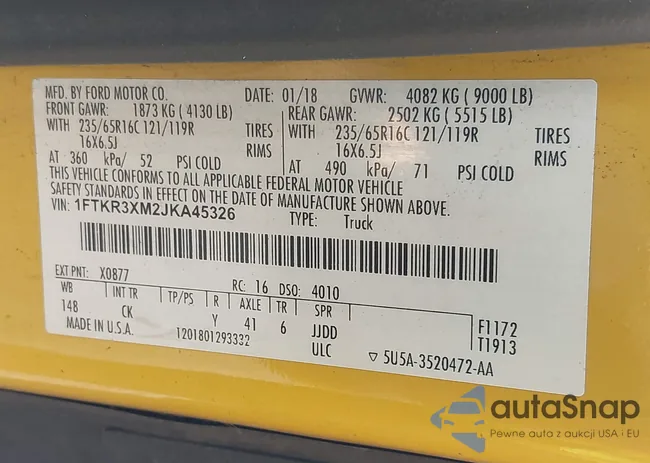 MFD. BY FORD MOTOR CO. DATE: 01/18 GVWR: 4082 KG ( 9000 LB)
FRONT GAWR: 1873 KG ( 4130 LB) REAR GAWR: 2502 KG ( 5515 LB)
WITH 235/65R16C 121/119R TIRES WITH 235/65R16C 121/119R TIRES
16X6.5J RIMS 16X6.5J RIMS
AT 360 kPa/ 52 PSI COLD AT 490 kPa/ 71 PSI COLD
THIS VEHICLE CONFORMS TO ALL APPLICABLE FEDERAL MOTOR VEHICLE
SAFETY STANDARDS IN EFFECT ON THE DATE OF MANUFACTURE SHOWN ABOVE.
VIN: 1FTKR3XM2JKA45326 TYPE: Truck
EXT PNT: X0877 RC: 16 DSO: 4010
WB INT TR TP/PS R AXLE TR SPR F1172
148 CK Y 41 6 JJDD T1913
MADE IN U.S.A. 1201801293332 ULC ▽ 5U5A-3520472-AA
autaSnap
Pewne auta z aukcji USA i EU